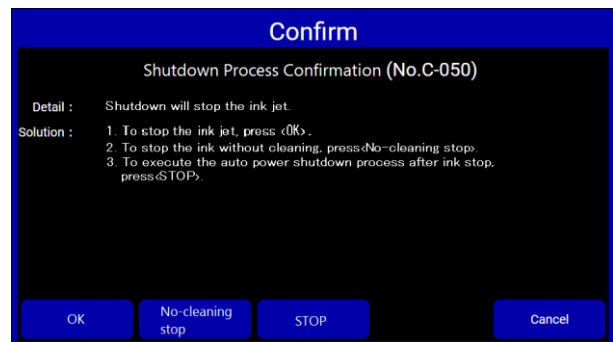 Confirm
Shutdown Process Confirmation (No.C-050)
Detail : Shutdown will stop the ink jet.
Solution : 1. To stop the ink jet, press <OK>.
2. To stop the ink without cleaning, press<No-cleaning stop>.
3. To execute the auto power shutdown process after ink stop,
press<STOP>.
OK
No-cleaning
stop
STOP
Cancel